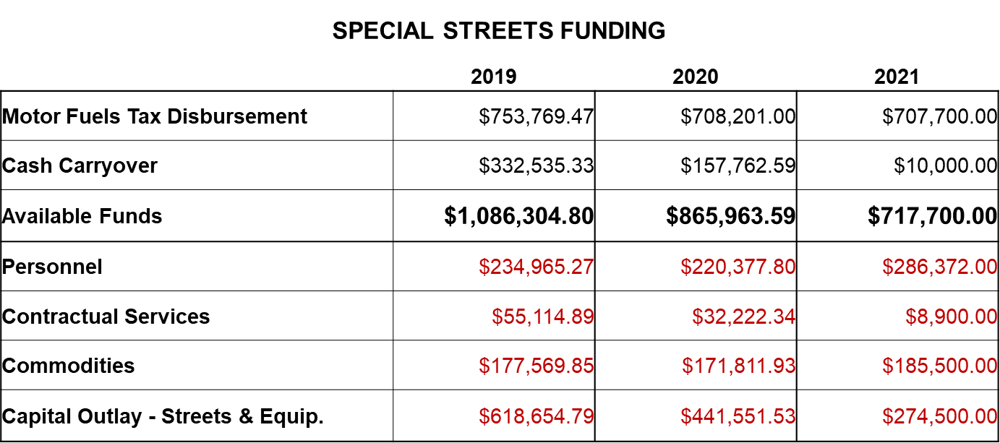 SPECIAL STREETS FUNDING
2019 2020 2021
Motor Fuels Tax Disbursement $753,769.47 $708,201.00 $707,700.00
Cash Carryover $332,535.33 $157,762.59 $10,000.00
Available Funds $1,086,304.80 $865,963.59 $717,700.00
Personnel $234,965.27 $220,377.80 $286,372.00
Contractual Services $55,114.89 $32,222.34 $8,900.00
Commodities $177,569.85 $171,811.93 $185,500.00
Capital Outlay - Streets & Equip. $618,654.79 $441,551.53 $274,500.00